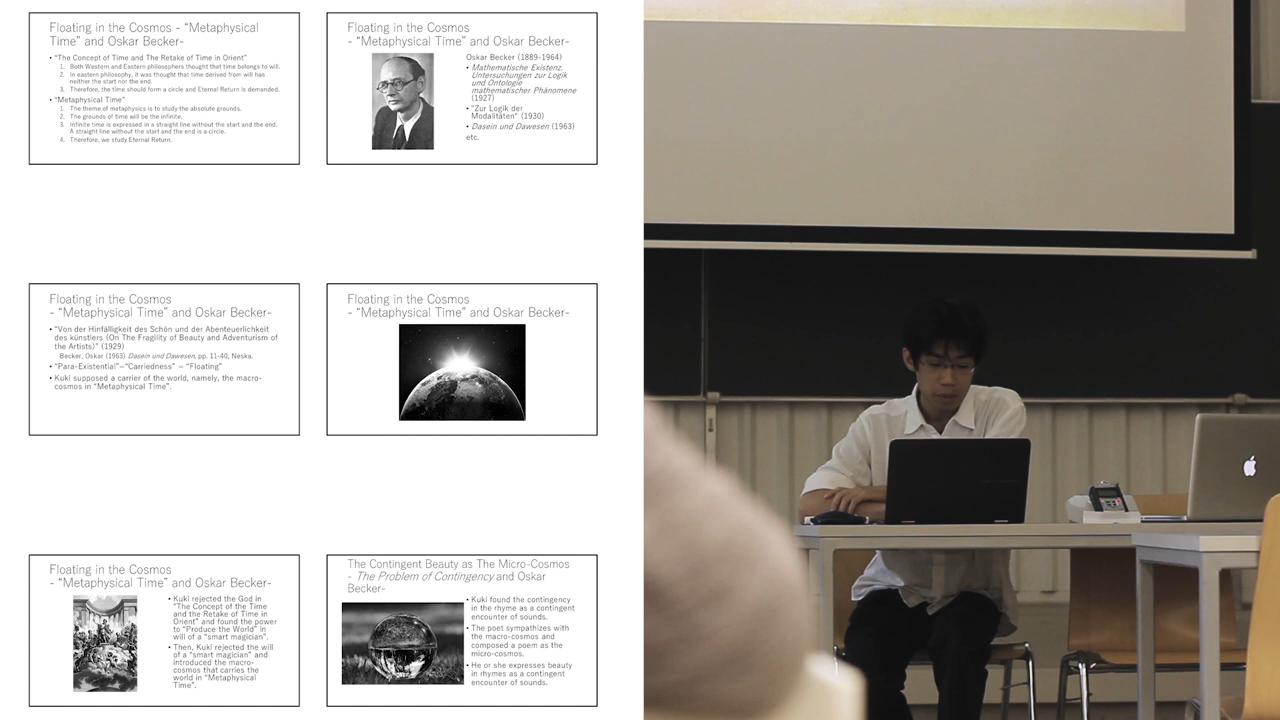 Floating in the Cosmos - “Metaphysical
Time” and Oskar Becker-
• “The Concept of Time and The Retake of Time in Orient”
1. Both Western and Eastern philosophers thought that time belongs to will.
2. In eastern philosophy, it was thought that time derived from will has
neither the start nor the end.
3. Therefore, the time should form a circle and Eternal Return is demanded.
• “Metaphysical Time”
1. The theme of metaphysics is to study the absolute grounds.
2. The grounds of time will be the infinite.
3. Infinite time is expressed in a straight line without the start and the end.
A straight line without the start and the end is a circle.
4. Therefore, we study Eternal Return.
Floating in the Cosmos
- “Metaphysical Time” and Oskar Becker-
Oskar Becker (1889-1964)
• Mathematische Existenz.
Untersuchungen zur Logik
und Ontologie
mathematischer Phänomene
(1927)
• "Zur Logik der
Modalitäten" (1930)
• Dasein und Dawesen (1963)
etc.
Floating in the Cosmos
- “Metaphysical Time” and Oskar Becker-
• “Von der Hinfälligkeit des Schön und der Abenteuerlichkeit
des künstlers (On The Fragility of Beauty and Adventurism of
the Artists)” (1929)
Becker, Oskar (1963) Dasein und Dawesen, pp. 11-40, Neska.
• “Para-Existential”–“Carriedness” – “Floating”
• Kuki supposed a carrier of the world, namely, the macro-
cosmos in “Metaphysical Time”.
Floating in the Cosmos
- “Metaphysical Time” and Oskar Becker-
Floating in the Cosmos
- “Metaphysical Time” and Oskar Becker-
• Kuki rejected the God in
“The Concept of the Time
and the Retake of Time in
Orient” and found the power
to “Produce the World” in
will of a “smart magician”.
• Then, Kuki rejected the will
of a “smart magician” and
introduced the macro-
cosmos that carries the
world in “Metaphysical
Time”.
The Contingent Beauty as The Micro-Cosmos
- The Problem of Contingency and Oskar
Becker-
• Kuki found the contingency
in the rhyme as a contingent
encounter of sounds.
• The poet sympathizes with
the macro-cosmos and
composed a poem as the
micro-cosmos.
• He or she expresses beauty
in rhymes as a contingent
encounter of sounds.